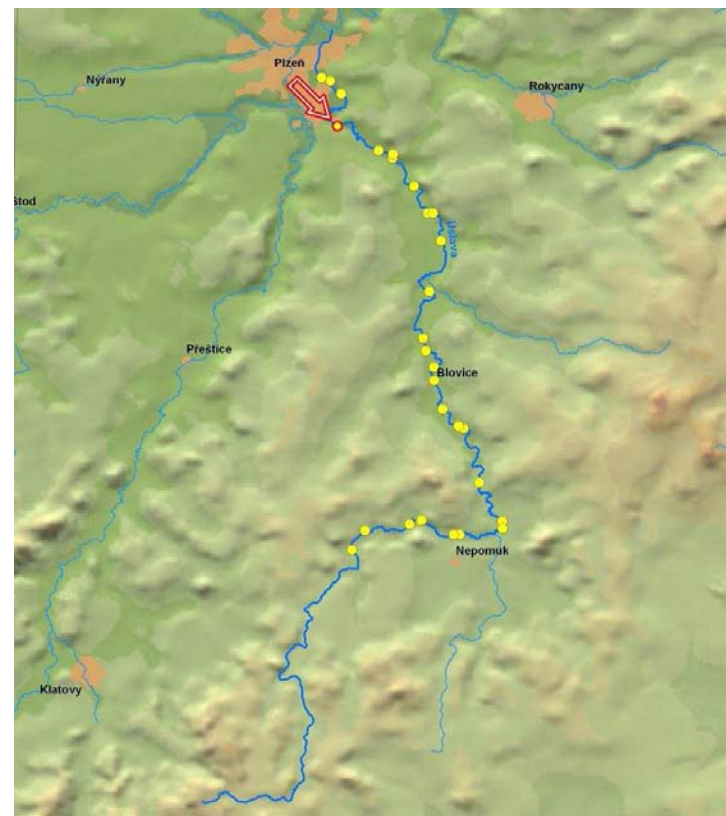 Plzeň
Nýřany
Rokycany
Stod
Úslava
Přeštice
Blovice
Nepomuk
Klatovy